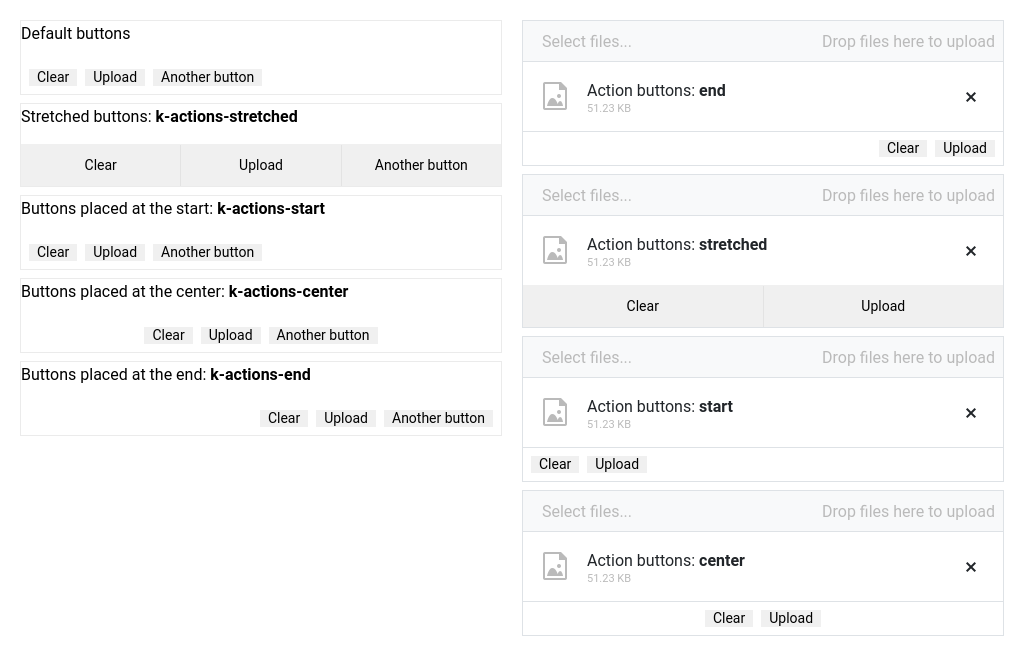 Default buttons
Clear Upload Another button
Stretched buttons: k-actions-stretched
Clear Upload Another button
Buttons placed at the start: k-actions-start
Clear Upload Another button
Buttons placed at the center: k-actions-center
Clear Upload Another button
Buttons placed at the end: k-actions-end
Clear Upload Another button
Select files... Drop files here to upload
Action buttons: end
51.23 KB
Clear Upload
Select files... Drop files here to upload
Action buttons: stretched
51.23 KB
Clear Upload
Select files... Drop files here to upload
Action buttons: start
51.23 KB
Clear Upload
Select files... Drop files here to upload
Action buttons: center
51.23 KB
Clear Upload